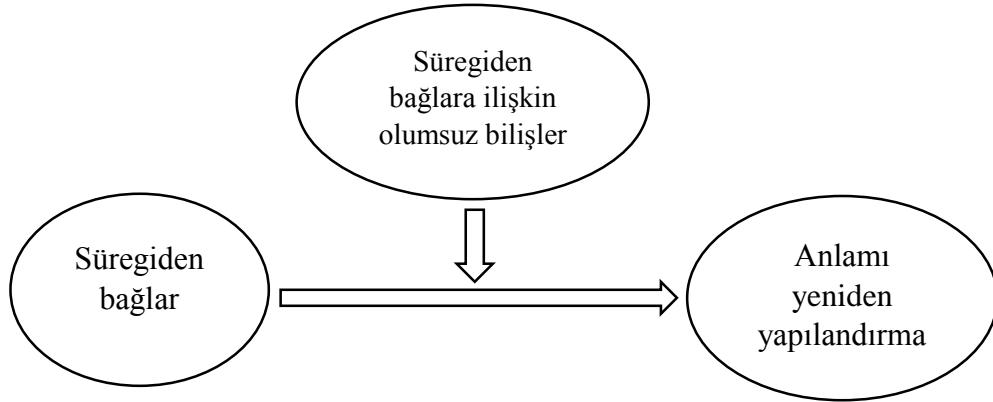 Süregiden
bağlara ilişkin
olumsuz bilişler
Süregiden
bağlar
Anlamı
yeniden
yapılandırma